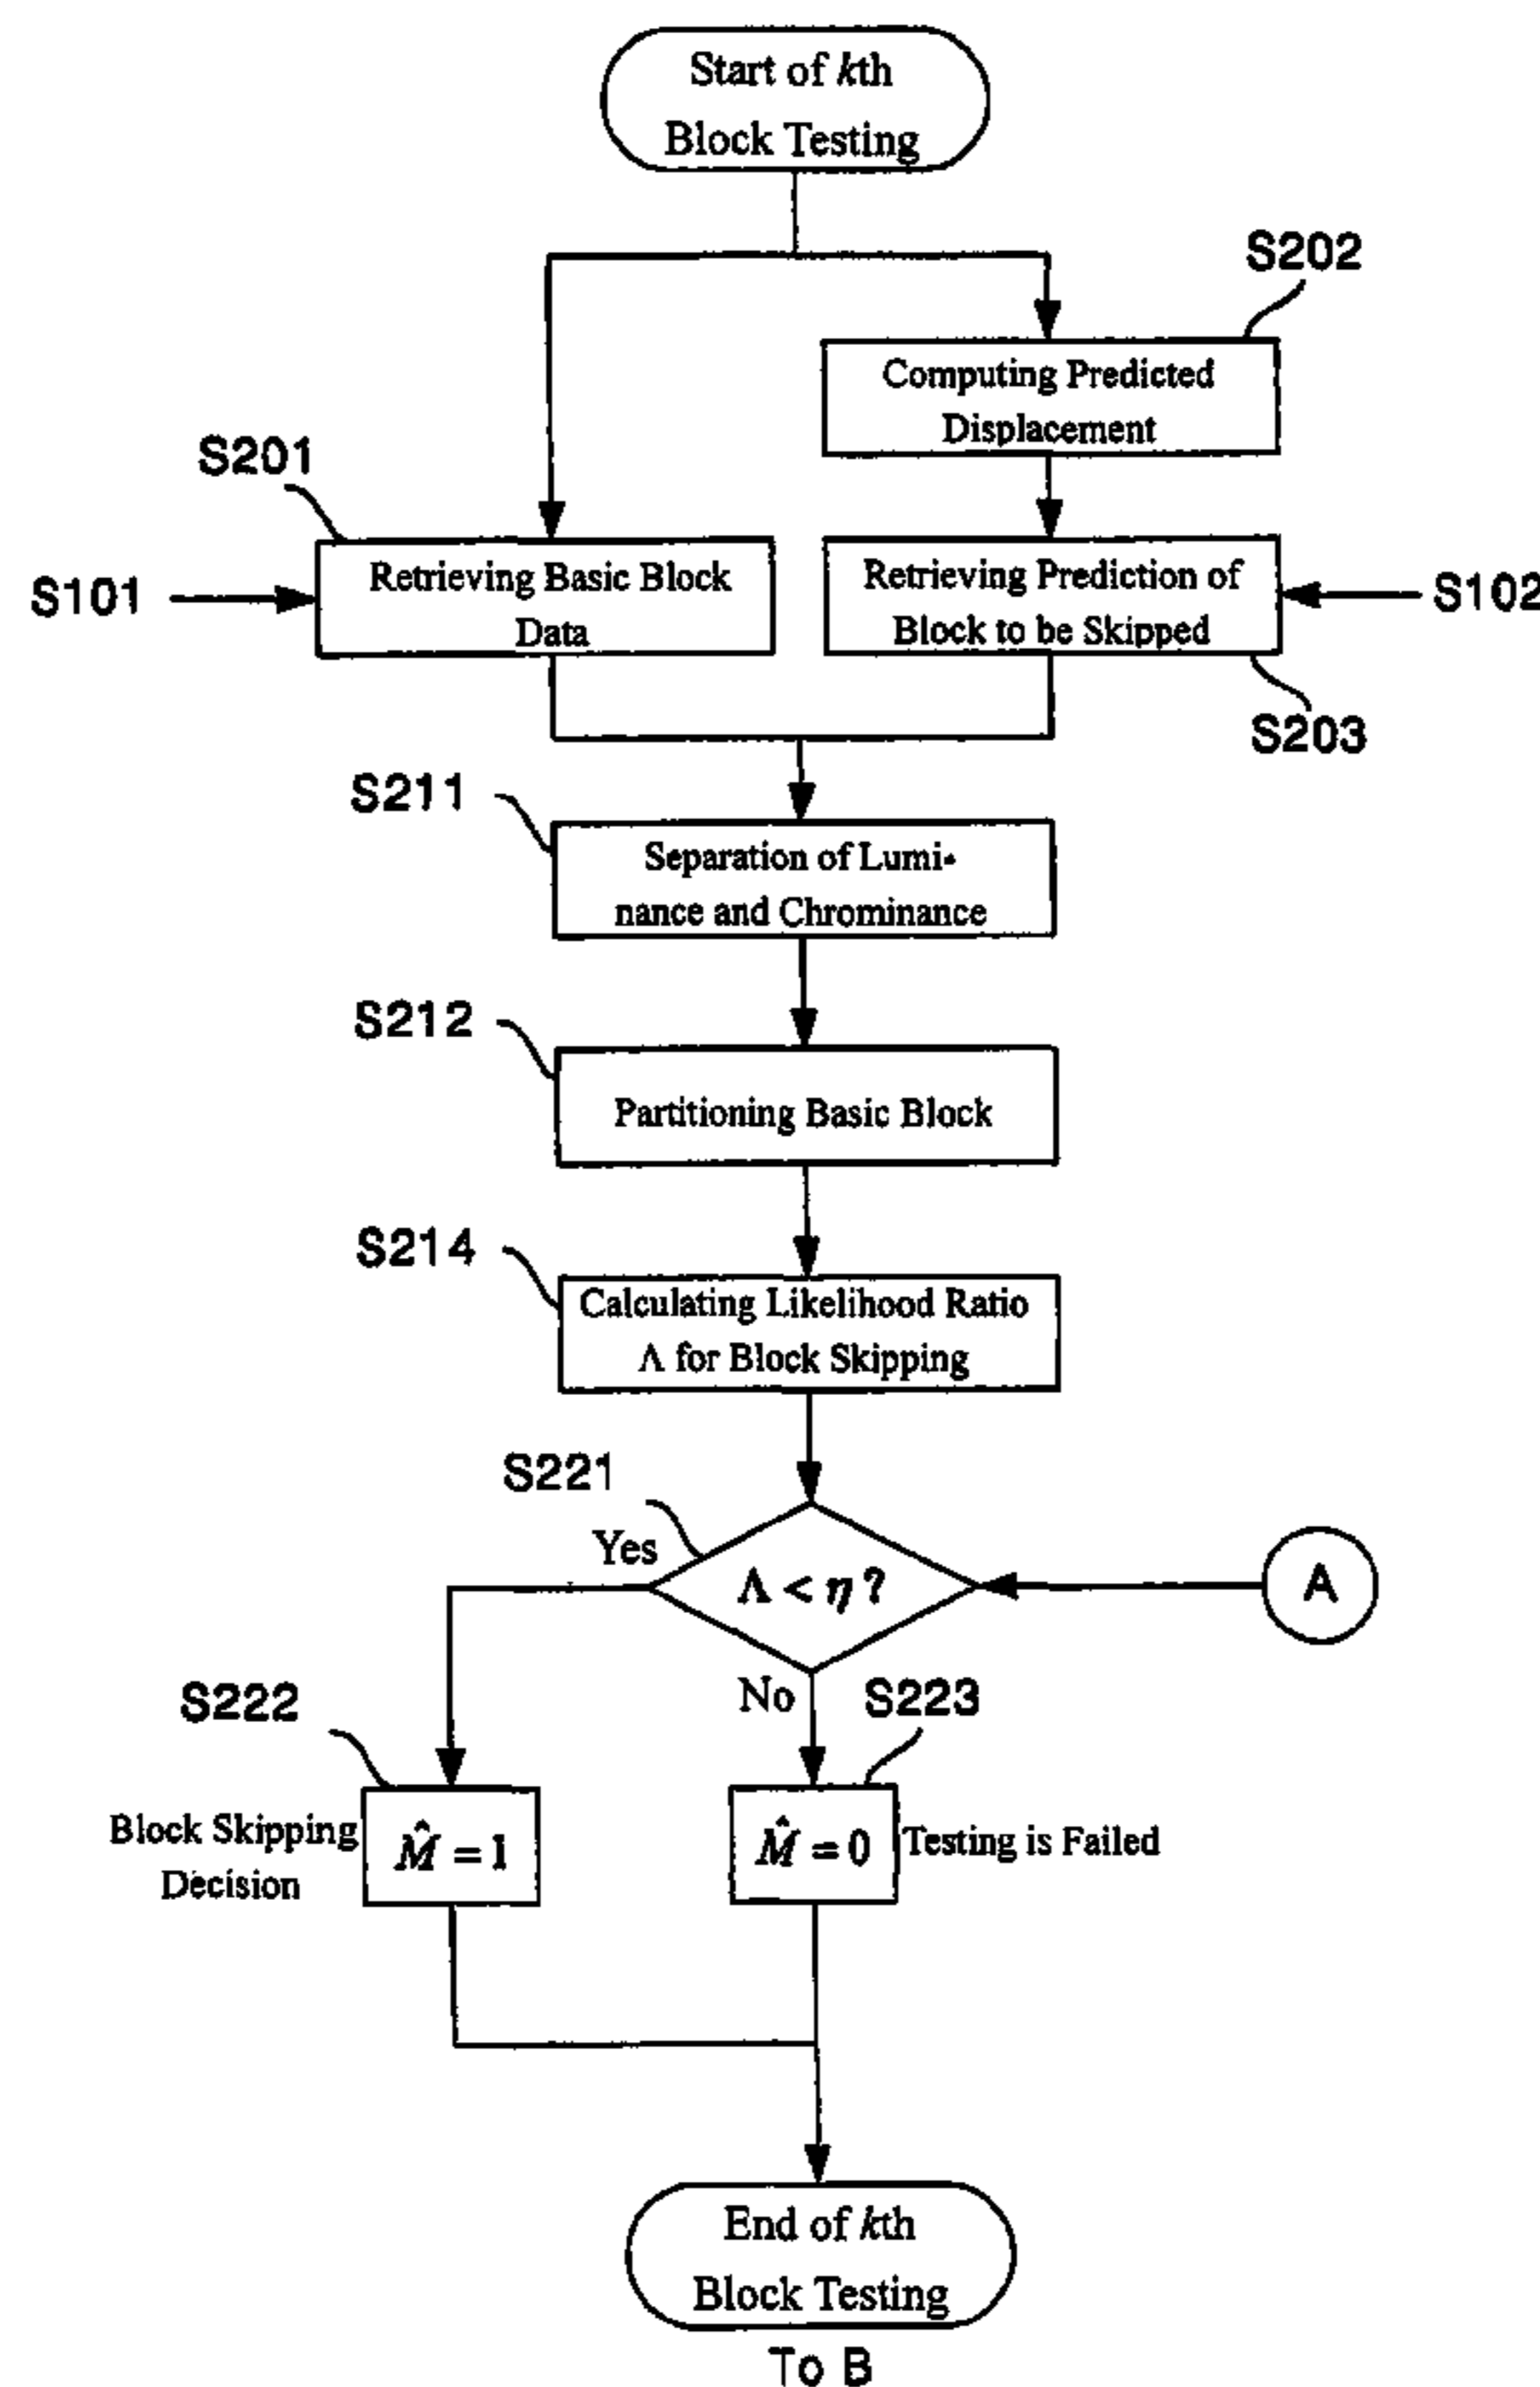 Start of kth
Block Testing
S202
Computing Predicted
Displacement
S201
S101
Retrieving Basic Block
Data
Retrieving Prediction of
Block to be Skipped
S102
S203
S211
Separation of Lumi-
nance and Chrominance
S212
Partitioning Basic Block
S214
Calculating Likelihood Ratio
Λ for Block Skipping
S221
Yes
Λ < η ?
A
No
S222
S223
Block Skipping
Decision
M̂ = 1
M̂ = 0
Testing is Failed
End of kth
Block Testing
To B